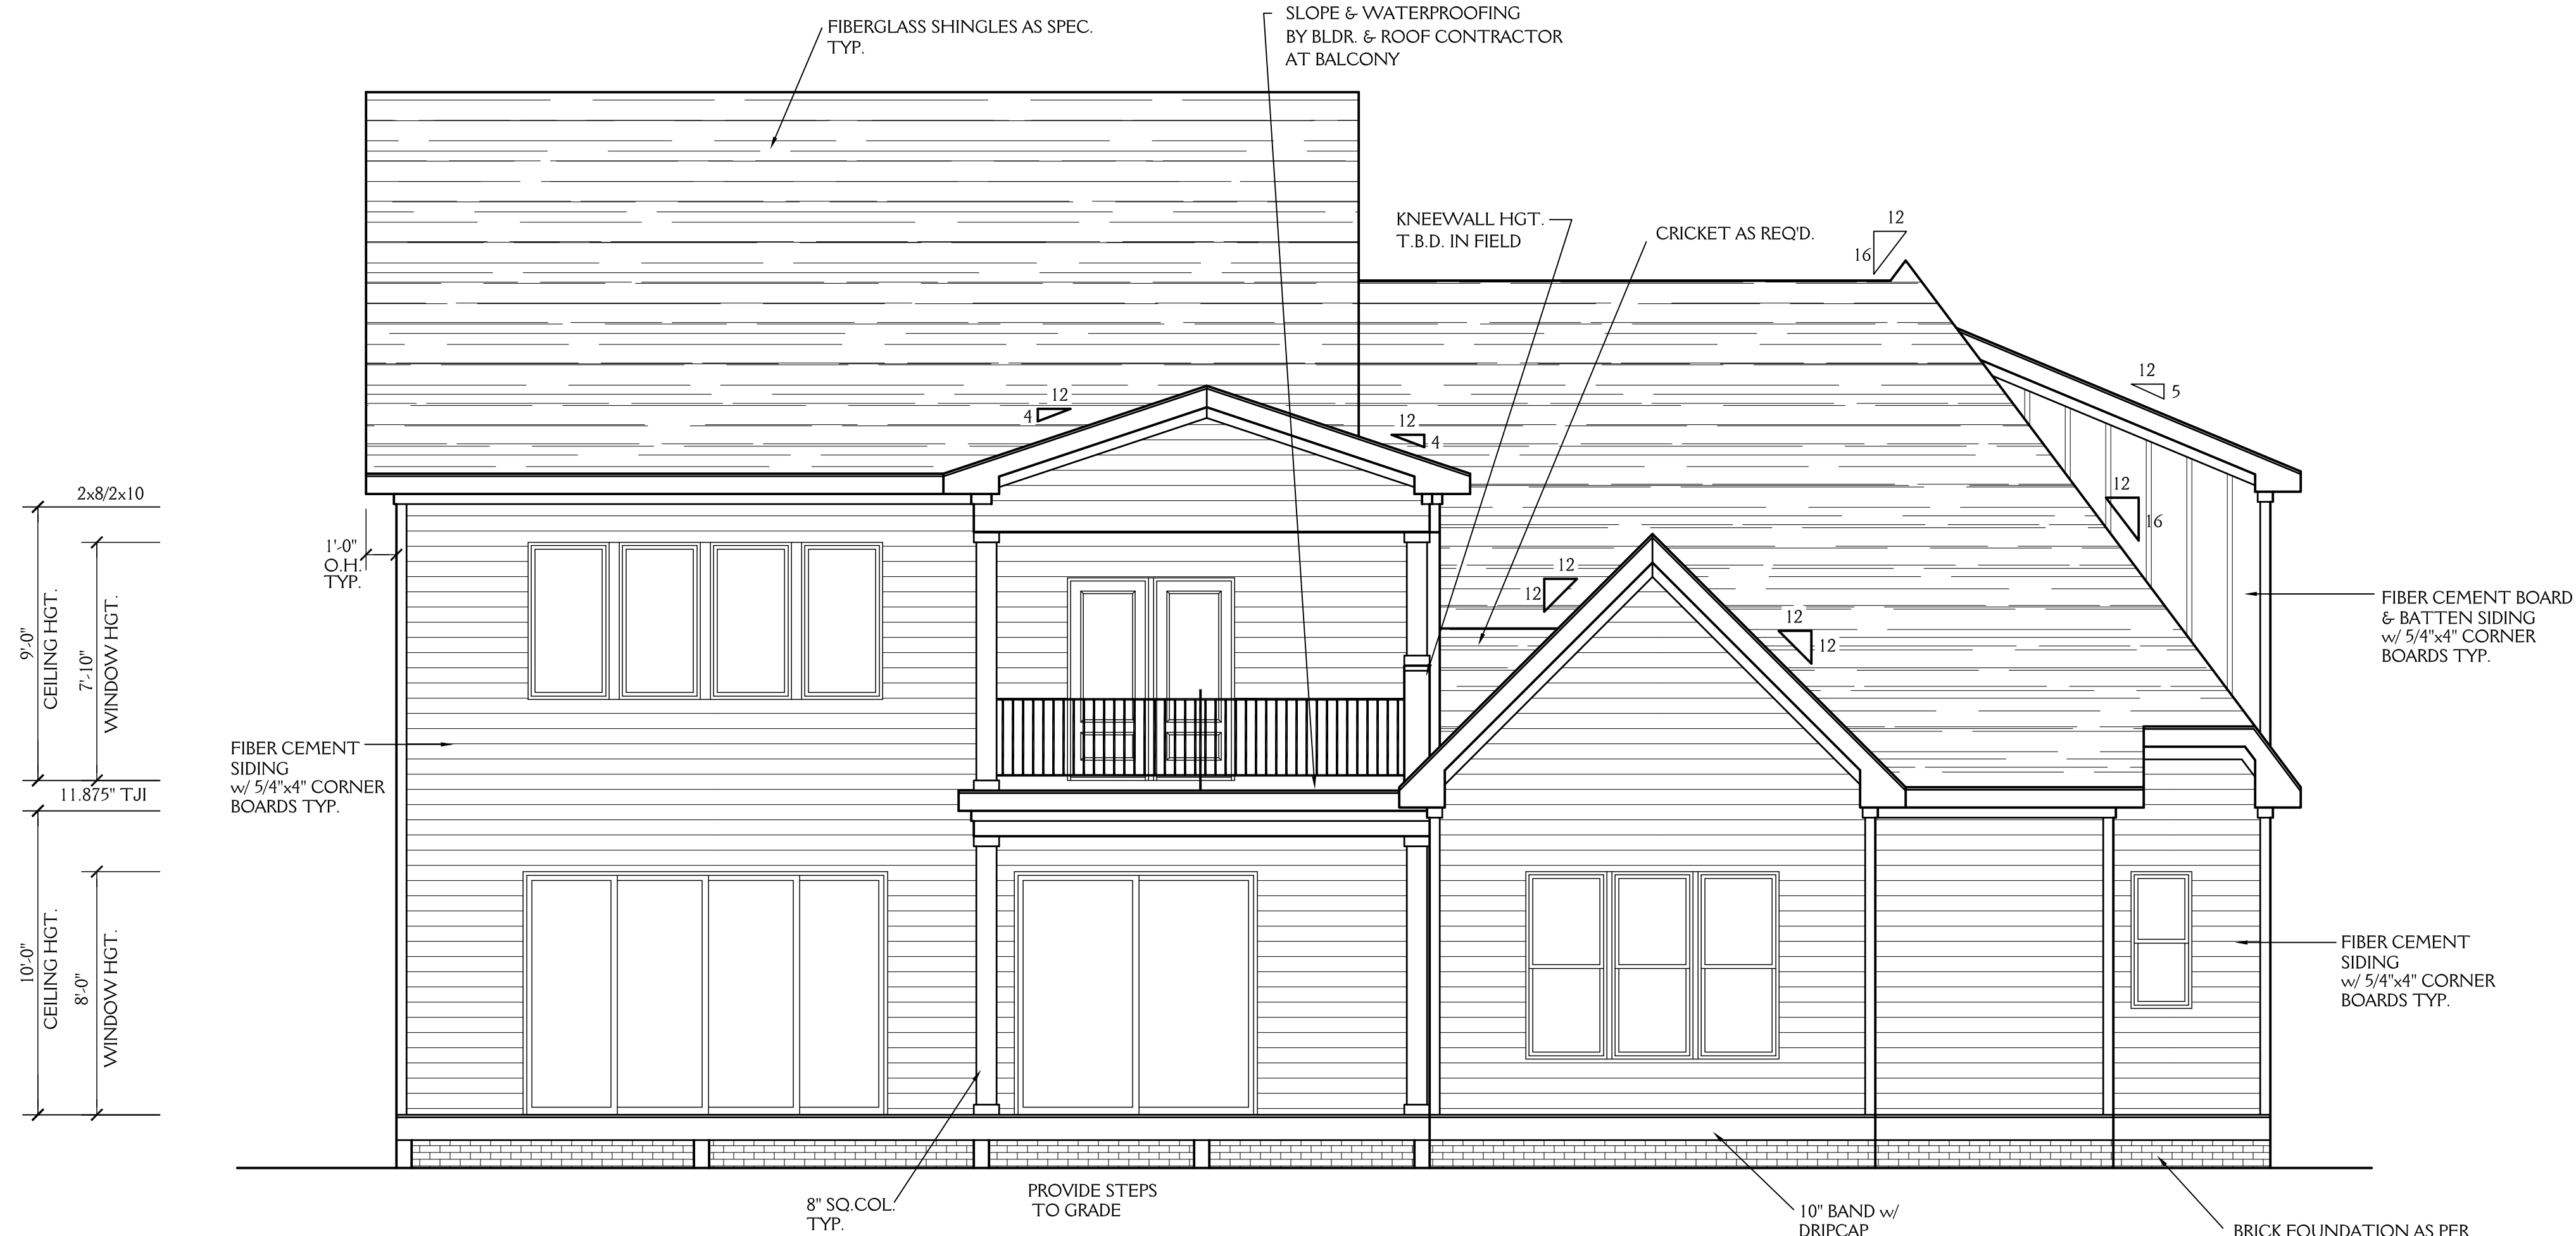 FIBERGLASS SHINGLES AS SPEC.
TYP.
SLOPE & WATERPROOFING
BY BLDR. & ROOF CONTRACTOR
AT BALCONY
KNEEWALL HGT.
T.B.D. IN FIELD
CRICKET AS REQ'D.
12
16
12
5
12
4
12
4
12
16
12
12
12
12
2x8/2x10
1'-0"
O.H.
TYP.
9'-0"
CEILING HGT.
7'-10"
WINDOW HGT.
11.875" TJI
10'-0"
CEILING HGT.
8'-0"
WINDOW HGT.
FIBER CEMENT
SIDING
w/ 5/4"x4" CORNER
BOARDS TYP.
FIBER CEMENT BOARD
& BATTEN SIDING
w/ 5/4"x4" CORNER
BOARDS TYP.
FIBER CEMENT
SIDING
w/ 5/4"x4" CORNER
BOARDS TYP.
8" SQ.COL.
TYP.
PROVIDE STEPS
TO GRADE
10" BAND w/
DRIPCAP
BRICK FOUNDATION AS PER